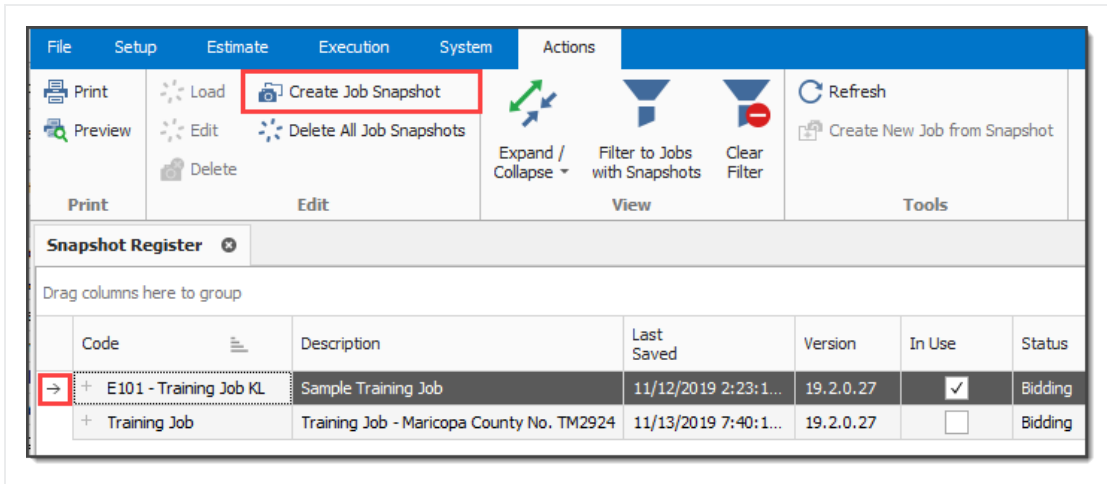 File Setup Estimate Execution System Actions
Print Load Create Job Snapshot Refresh
Preview Edit Delete All Job Snapshots Create New Job from Snapshot
Delete
Expand / Collapse Filter to Jobs with Snapshots Clear Filter
Print Edit View Tools
Snapshot Register
Drag columns here to group
Code Description Last Saved Version In Use Status
E101 - Training Job KL Sample Training Job 11/12/2019 2:23:1... 19.2.0.27 Bidding
Training Job Training Job - Maricopa County No. TM2924 11/13/2019 7:40:1... 19.2.0.27 Bidding